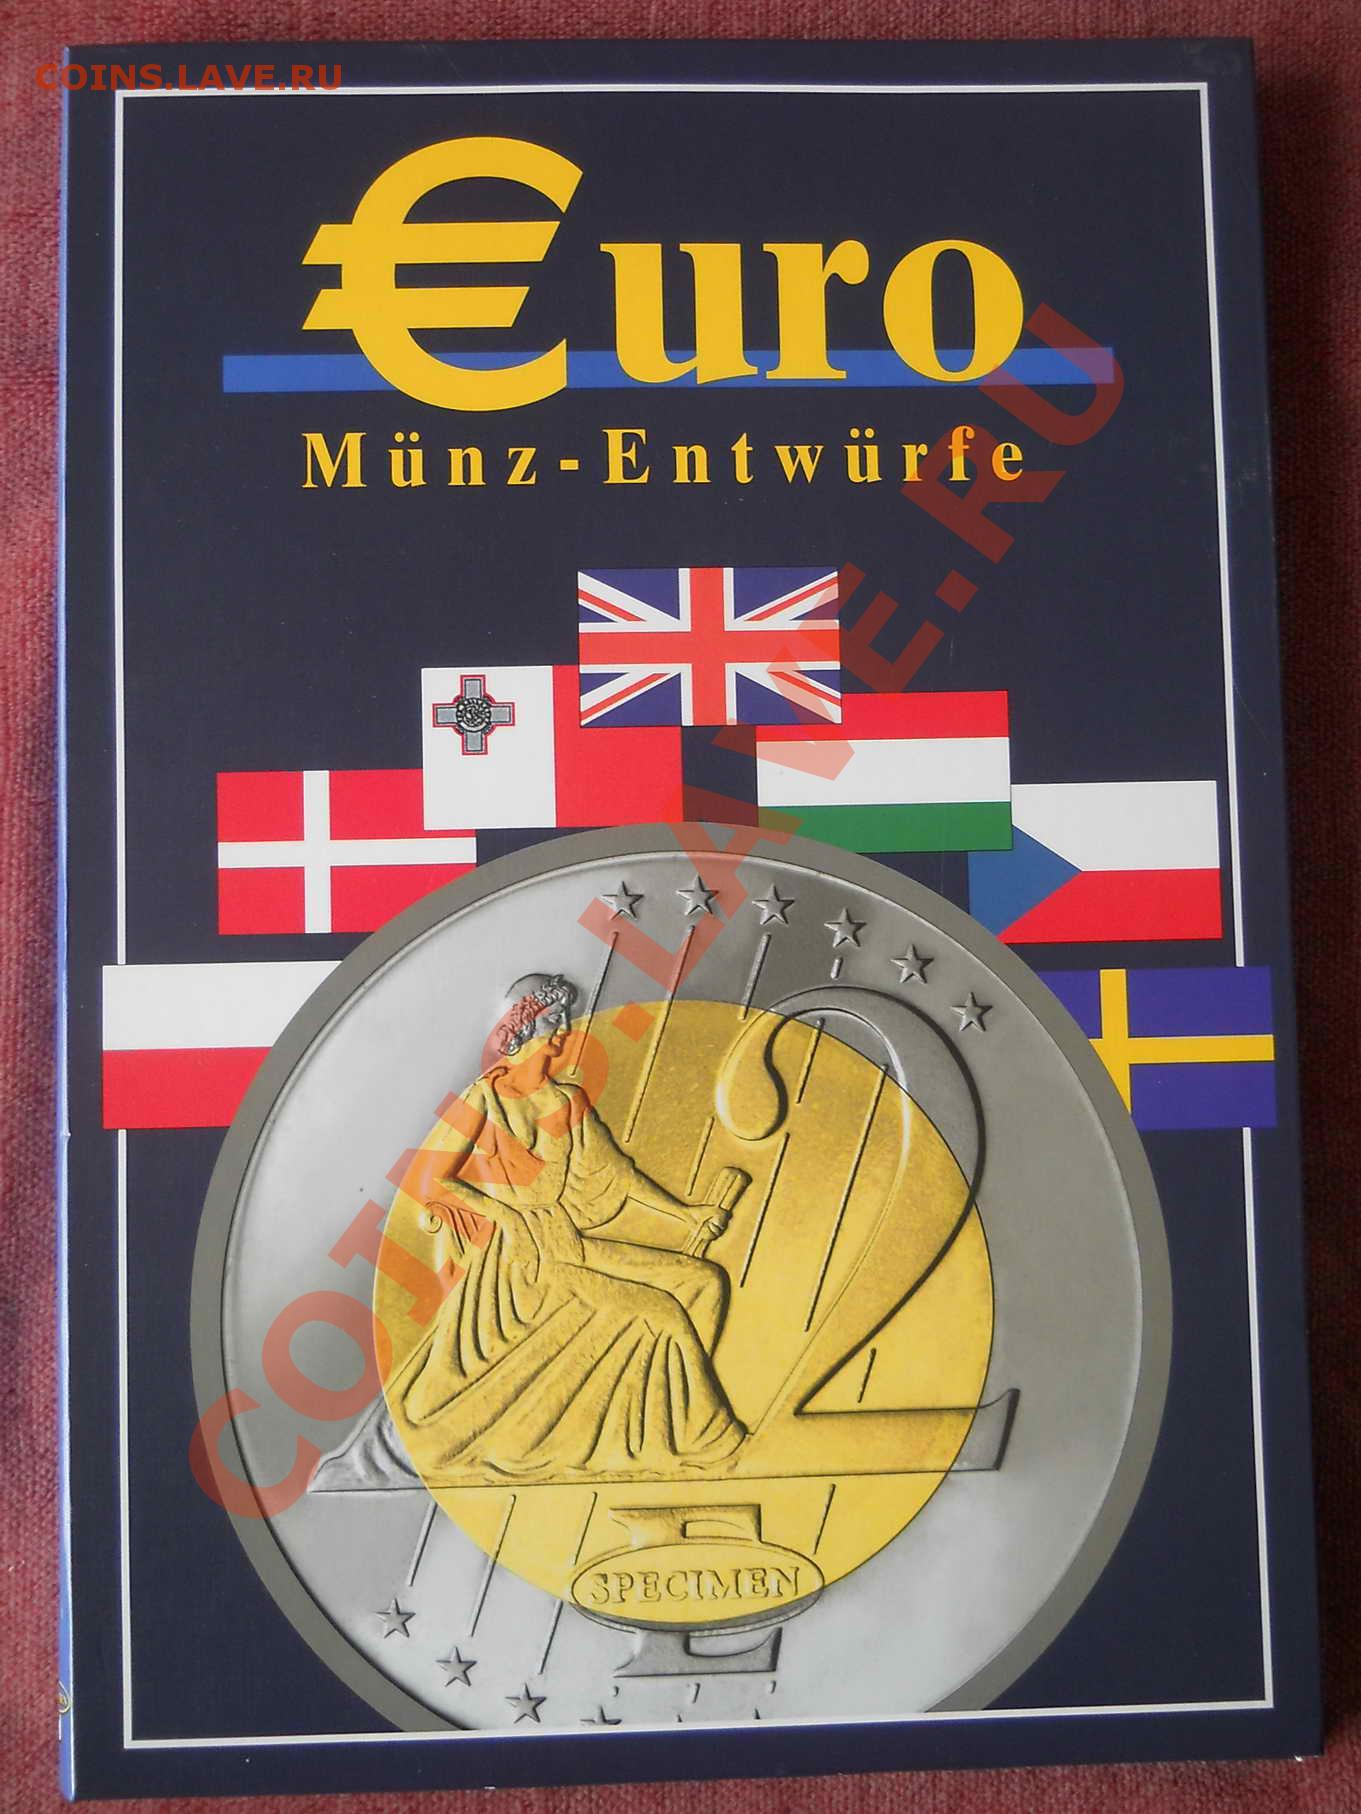 COINS.LAVE.RU
€uro
Münz-Entwürfe
COINS.LAVE.RU
2
E
SPECIMEN